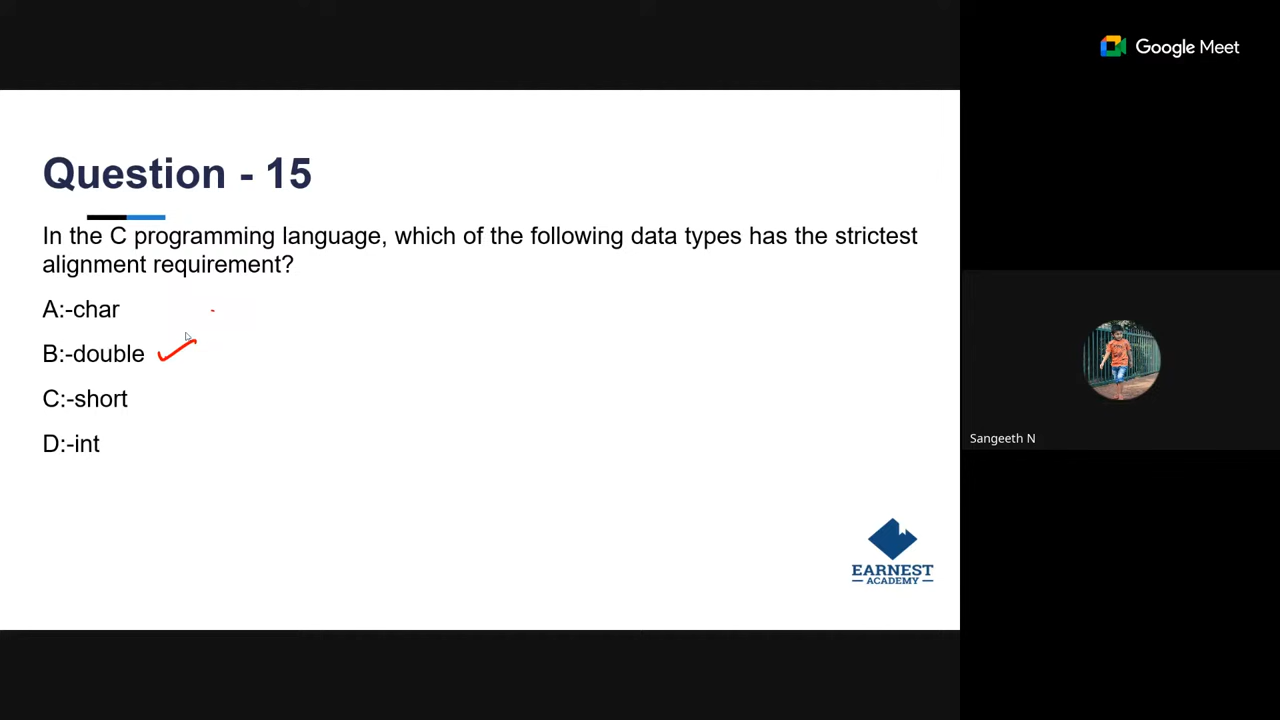 Google Meet
Question - 15
In the C programming language, which of the following data types has the strictest
alignment requirement?
A:-char
B:-double
C:-short
D:-int
EARNEST
ACADEMY
Sangeeth N